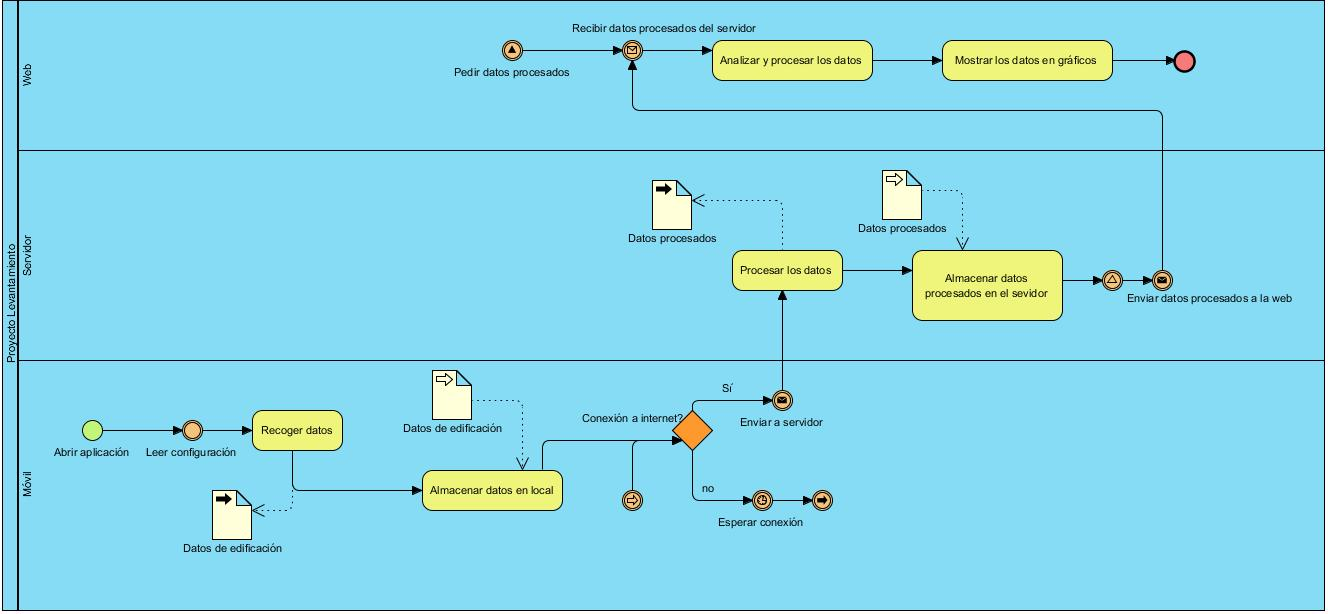 Proyecto Levantamiento
Web
Recibir datos procesados del servidor
Pedir datos procesados
Analizar y procesar los datos
Mostrar los datos en gráficos
Servidor
Datos procesados
Datos procesados
Procesar los datos
Almacenar datos
procesados en el sevidor
Enviar datos procesados a la web
Móvil
Abrir aplicación
Leer configuración
Recoger datos
Datos de edificación
Datos de edificación
Almacenar datos en local
Conexión a internet?
Sí
Enviar a servidor
no
Esperar conexión